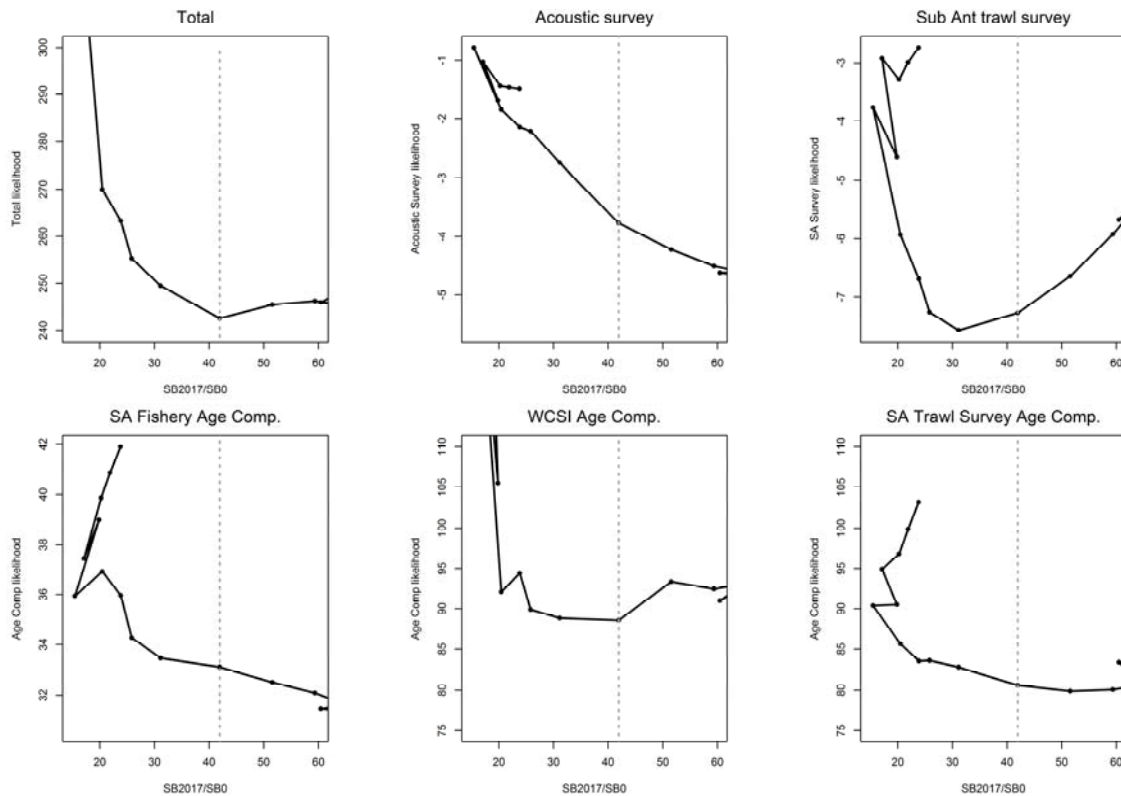 Total
Total likelihood
300
290
280
270
260
250
240
20 30 40 50 60
SB2017/SB0
Acoustic survey
Acoustic Survey likelihood
-1
-2
-3
-4
-5
20 30 40 50 60
SB2017/SB0
Sub Ant trawl survey
SA Survey likelihood
-3
-4
-5
-6
-7
20 30 40 50 60
SB2017/SB0
SA Fishery Age Comp.
Age Comp likelihood
42
40
38
36
33
32
20 30 40 50 60
SB2017/SB0
WCSI Age Comp.
Age Comp likelihood
110
105
100
95
90
85
80
75
20 30 40 50 60
SB2017/SB0
SA Trawl Survey Age Comp.
Age Comp likelihood
110
105
100
95
90
85
80
75
20 30 40 50 60
SB2017/SB0